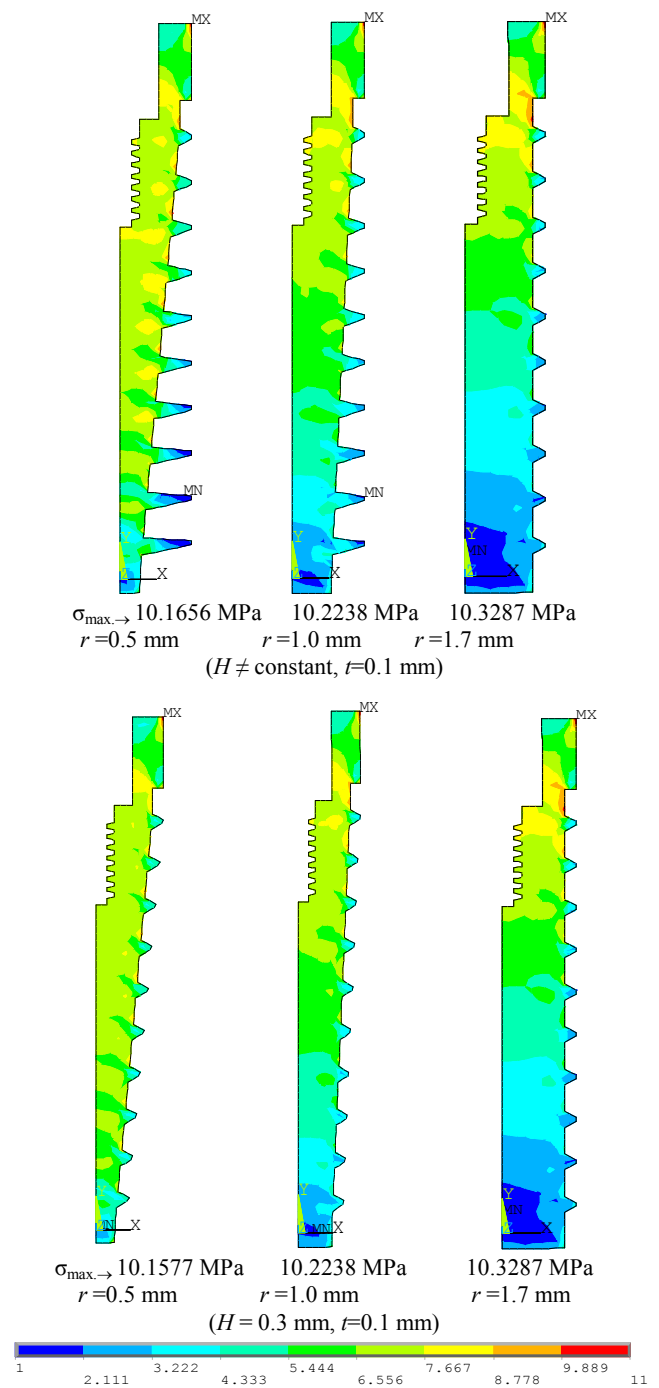 MX MX MX
MN MN
Y Y Y
MN
Z X Z X Z X
σmax.→ 10.1656 MPa 10.2238 MPa 10.3287 MPa
r =0.5 mm r =1.0 mm r =1.7 mm
(H ≠ constant, t=0.1 mm)
MX MX MX
Y Y Y
MN
Z MN X Z MN X Z X
σmax.→ 10.1577 MPa 10.2238 MPa 10.3287 MPa
r =0.5 mm r =1.0 mm r =1.7 mm
(H = 0.3 mm, t=0.1 mm)
1 3.222 5.444 7.667 9.889
2.111 4.333 6.556 8.778 11